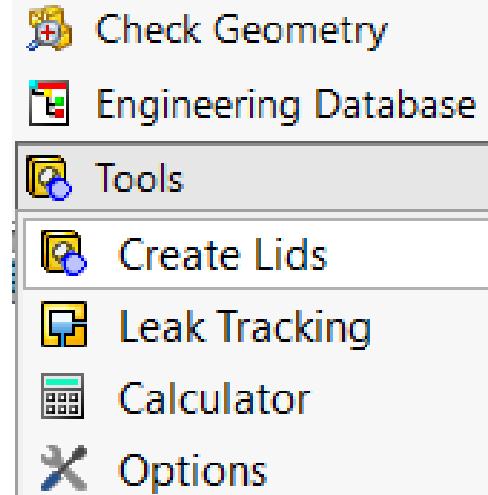 Check Geometry
Engineering Database
Tools
Create Lids
Leak Tracking
Calculator
Options